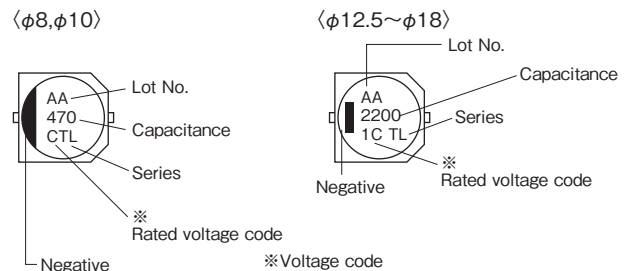 〈φ8,φ10〉
AA
470
CTL
Lot No.
Capacitance
Series
※
Rated voltage code
Negative
〈φ12.5～φ18〉
Lot No.
AA
2200
1C TL
Capacitance
Series
※
Rated voltage code
Negative
※Voltage code